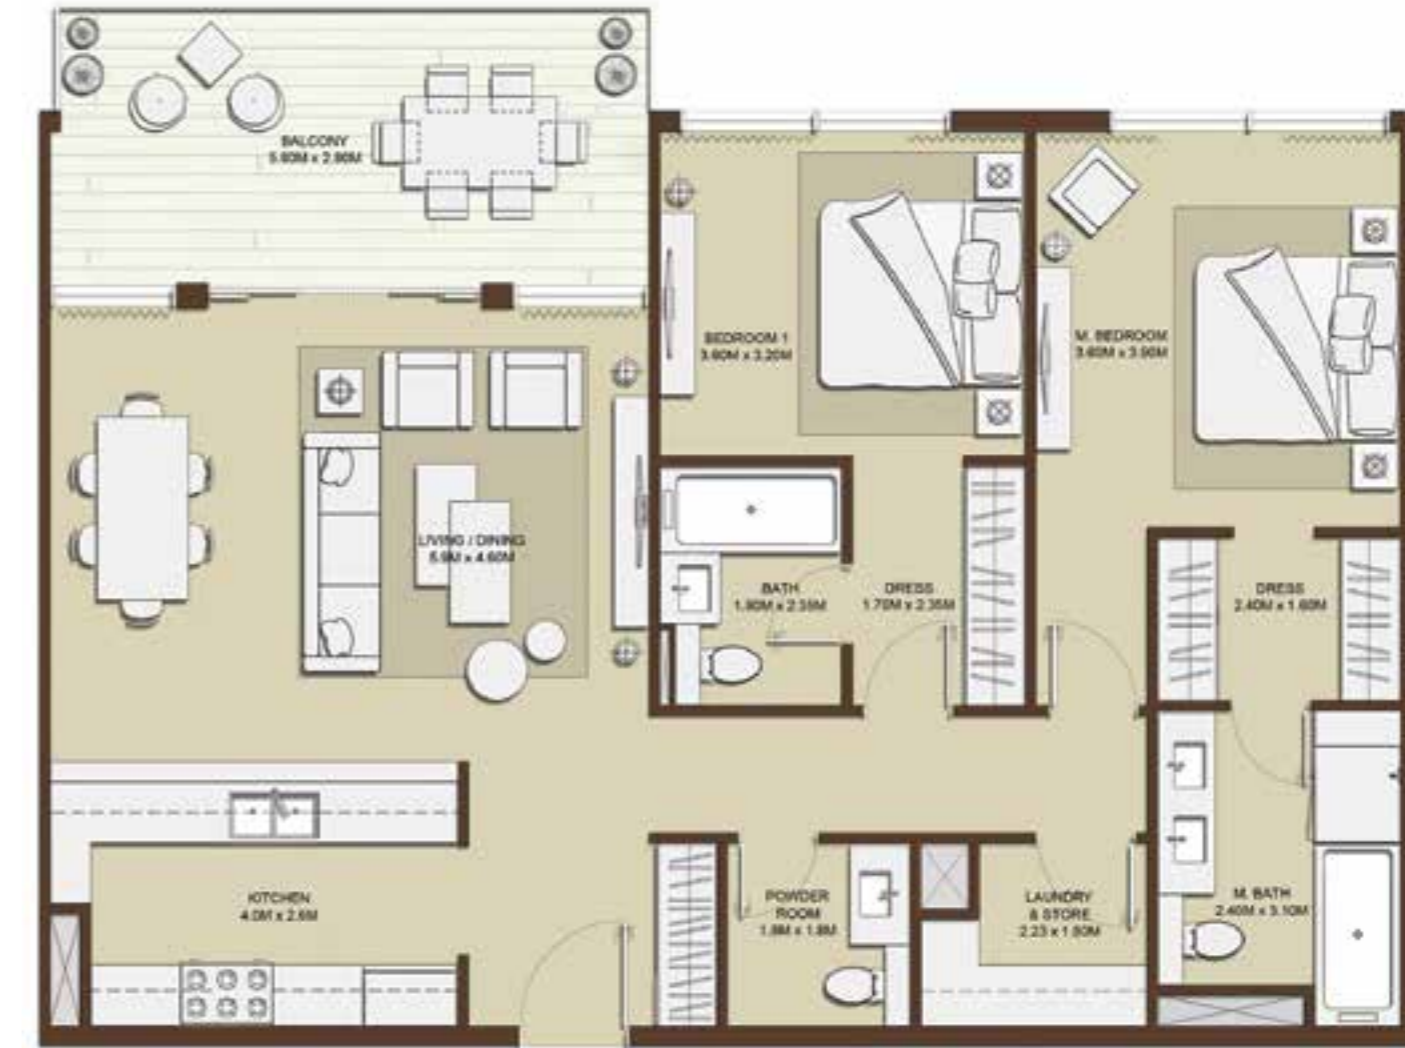 BALCONY
5.80M x 2.90M
BEDROOM 1
3.60M x 3.20M
M. BEDROOM
3.60M x 3.90M
LIVING / DINING
5.9M x 4.60M
BATH
1.90M x 2.35M
DRESS
1.70M x 2.35M
DRESS
2.40M x 1.60M
KITCHEN
4.0M x 2.6M
POWDER
ROOM
1.8M x 1.8M
LAUNDRY
& STORE
2.23 x 1.80M
M. BATH
2.40M x 3.10M